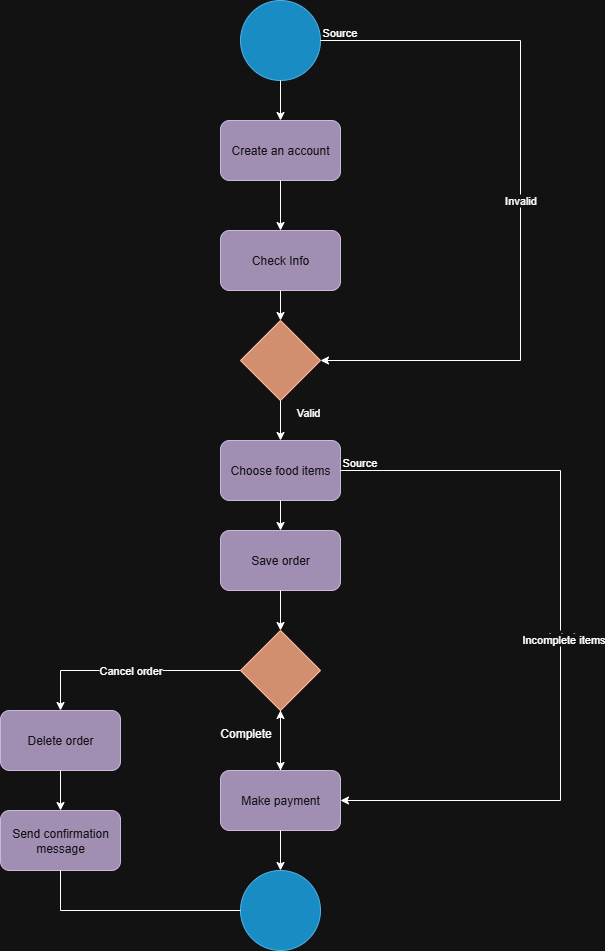 Source
Create an account
Invalid
Check Info
Valid
Source
Choose food items
Save order
Incomplete items
Cancel order
Complete
Delete order
Make payment
Send confirmation
message